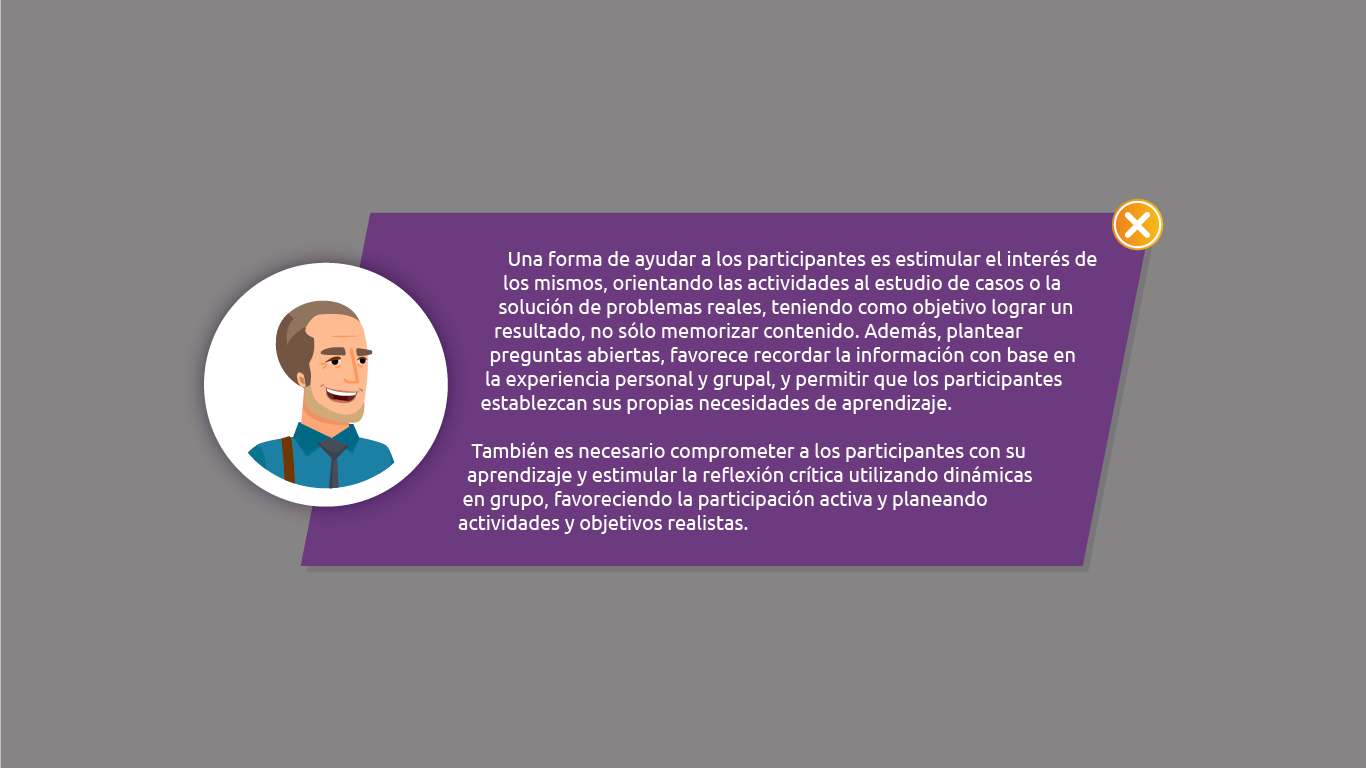 Una forma de ayudar a los participantes es estimular el interés de
los mismos, orientando las actividades al estudio de casos o la
solución de problemas reales, teniendo como objetivo lograr un
resultado, no sólo memorizar contenido. Además, plantear
preguntas abiertas, favorece recordar la información con base en
la experiencia personal y grupal, y permitir que los participantes
establezcan sus propias necesidades de aprendizaje.
También es necesario comprometer a los participantes con su
aprendizaje y estimular la reflexión crítica utilizando dinámicas
en grupo, favoreciendo la participación activa y planeando
actividades y objetivos realistas.